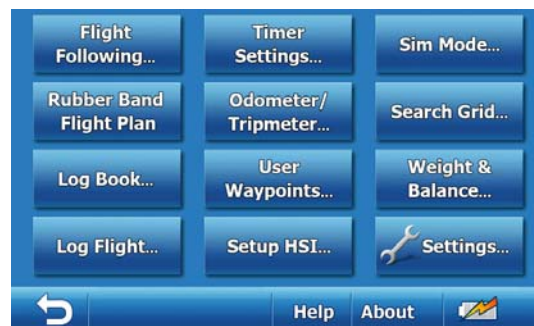 Flight
Following...
Timer
Settings...
Sim Mode...
Rubber Band
Flight Plan
Odometer/
Tripmeter...
Search Grid...
Log Book...
User
Waypoints...
Weight &
Balance...
Log Flight...
Setup HSI...
Settings...
Help
About